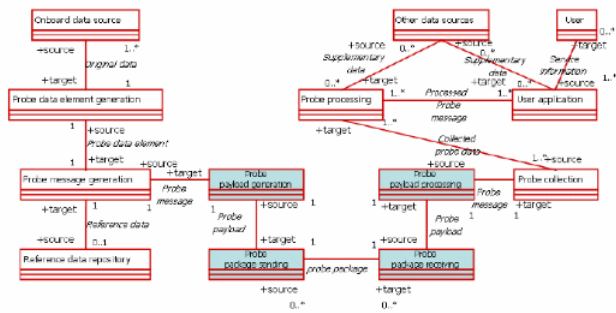 Onboard data source
Other data sources
User
+source
1..*
+source
0..*
0..*
+source
0..*
Original data
Supplementary
data
Supplementary
data
Service
information
+target
0..*
+target
+target
+target
+source
1..*
Probe data element generation
Probe processing
Processed
Probe
message
User application
1..*
1..*
1
+source
+target
1..*
Probe data element
Collected
probe data
1
+target
+source
+target
+source
1..*
+source
Probe message generation
Probe
payload generation
Probe
payload processing
Probe collection
+target
1
1
Probe
message
1
1
+source
+target
1
Probe
message
1
+target
1
Reference data
Probe
payload
Probe
payload
+source
0..1
+target
1
1
1
+source
Reference data repository
Probe
package sending
probe package
Probe
package receiving
+source
+target
0..*
0..*